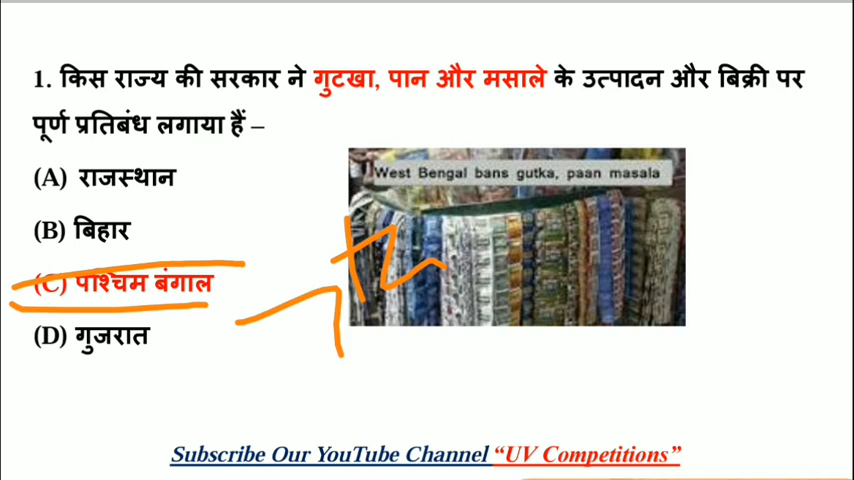 1. किस राज्य की सरकार ने गुटखा, पान और मसाले के उत्पादन और बिक्री पर
पूर्ण प्रतिबंध लगाया हैं –
(A) राजस्थान
West Bengal bans gutka, paan masala
(B) बिहार
(C) पश्चिम बंगाल
(D) गुजरात
Subscribe Our YouTube Channel “UV Competitions”